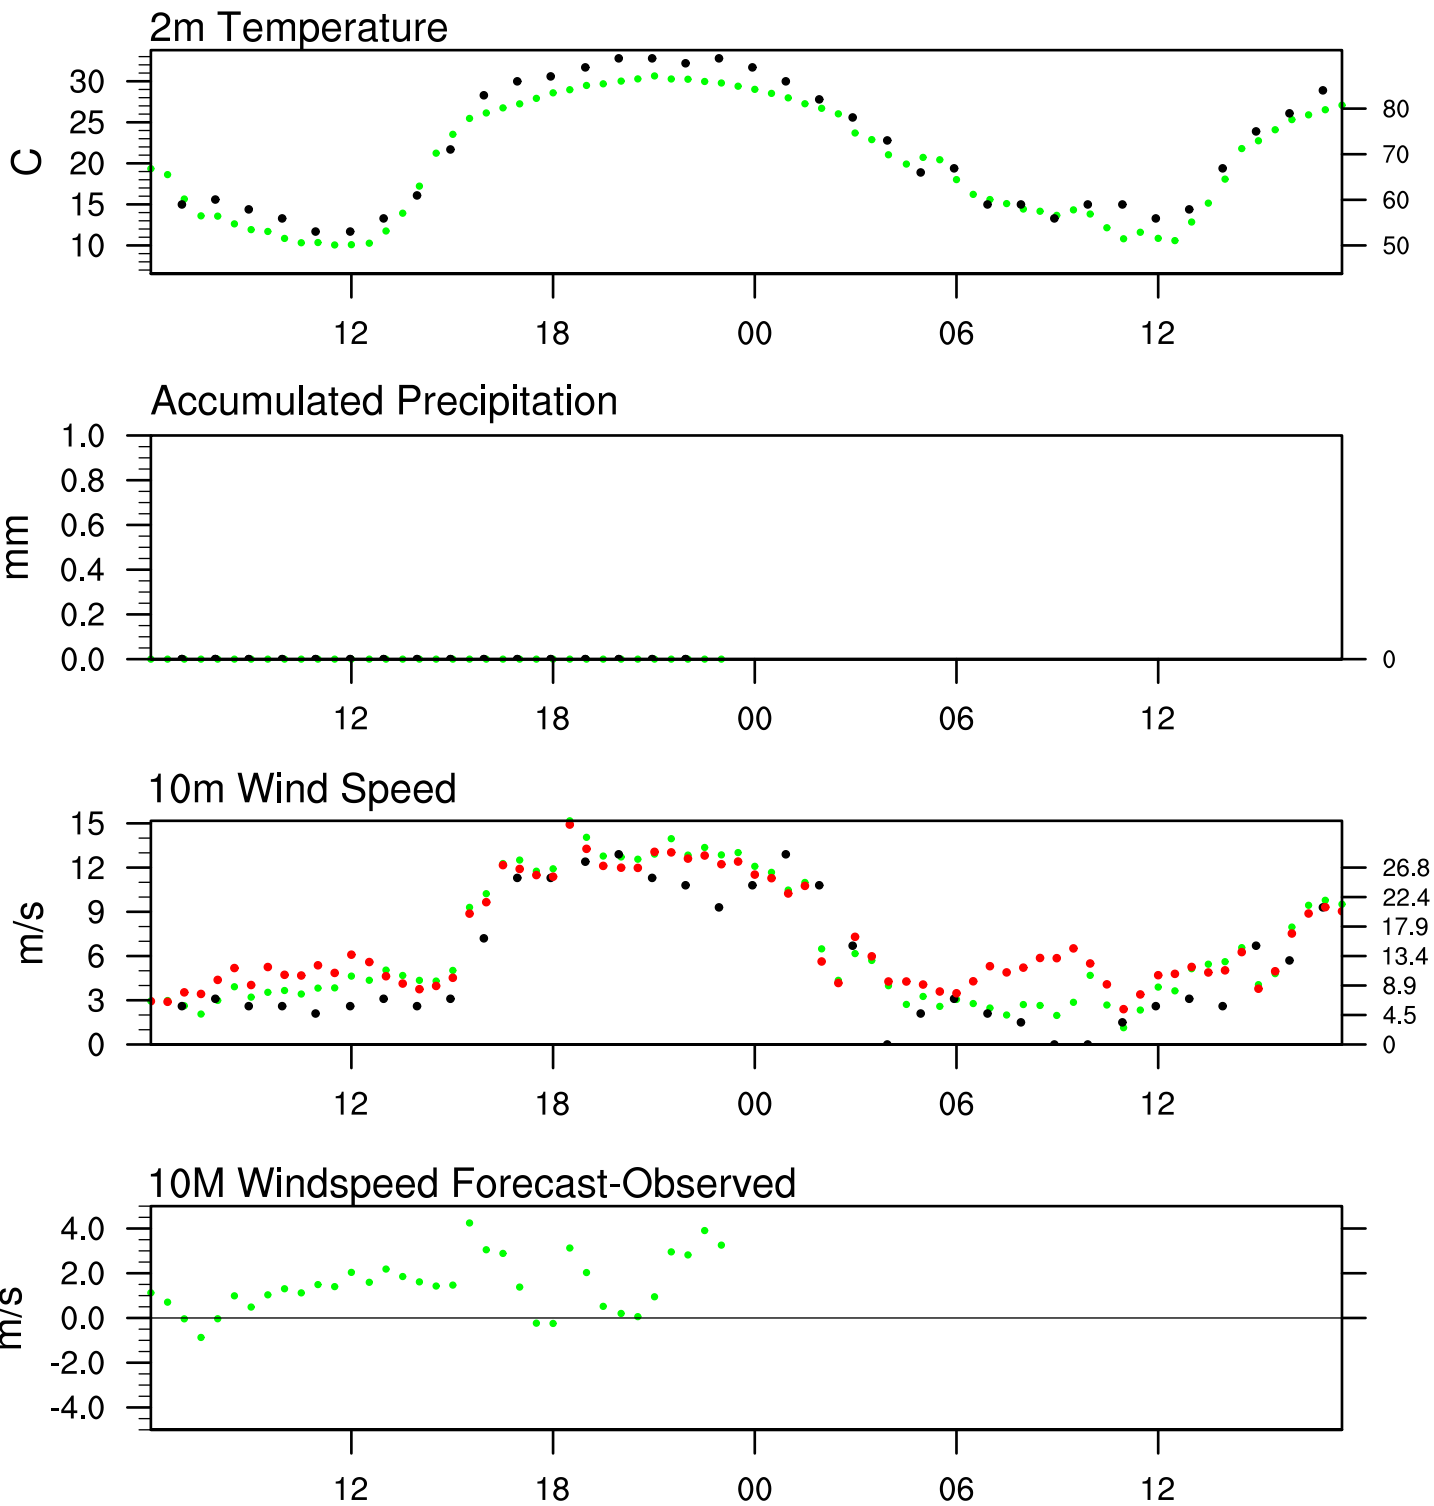 2m Temperature
C
30
25
20
15
10
80
70
60
50
12 18 00 06 12
Accumulated Precipitation
mm
1.0
0.8
0.6
0.4
0.2
0.0
0
12 18 00 06 12
10m Wind Speed
m/s
15
12
9
6
3
0
26.8
22.4
17.9
13.4
8.9
4.5
0
12 18 00 06 12
10M Windspeed Forecast-Observed
m/s
4.0
2.0
0.0
-2.0
-4.0
12 18 00 06 12